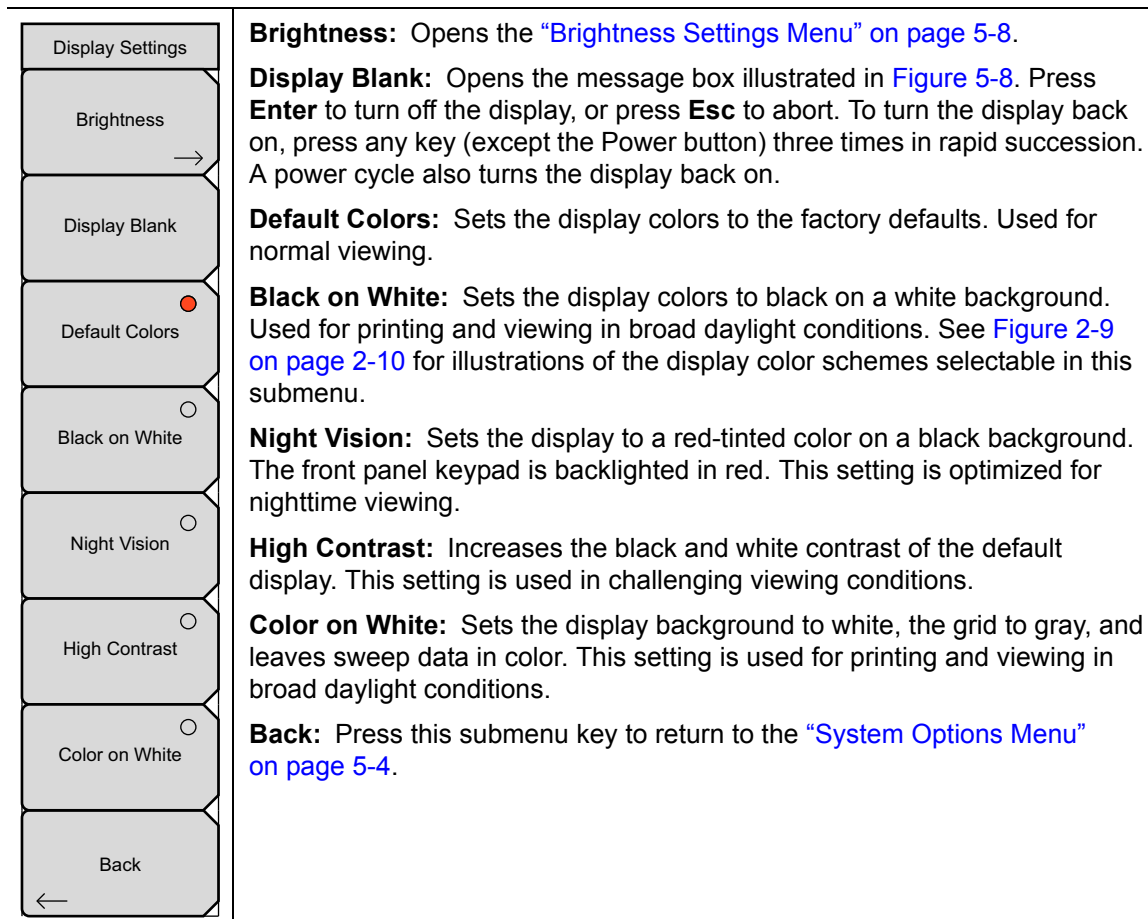 Display Settings
Brightness
Display Blank
Default Colors
Black on White
Night Vision
High Contrast
Color on White
Back
Brightness: Opens the “Brightness Settings Menu” on page 5-8.
Display Blank: Opens the message box illustrated in Figure 5-8. Press
Enter to turn off the display, or press Esc to abort. To turn the display back
on, press any key (except the Power button) three times in rapid succession.
A power cycle also turns the display back on.
Default Colors: Sets the display colors to the factory defaults. Used for
normal viewing.
Black on White: Sets the display colors to black on a white background.
Used for printing and viewing in broad daylight conditions. See Figure 2-9
on page 2-10 for illustrations of the display color schemes selectable in this
submenu.
Night Vision: Sets the display to a red-tinted color on a black background.
The front panel keypad is backlighted in red. This setting is optimized for
nighttime viewing.
High Contrast: Increases the black and white contrast of the default
display. This setting is used in challenging viewing conditions.
Color on White: Sets the display background to white, the grid to gray, and
leaves sweep data in color. This setting is used for printing and viewing in
broad daylight conditions.
Back: Press this submenu key to return to the “System Options Menu”
on page 5-4.